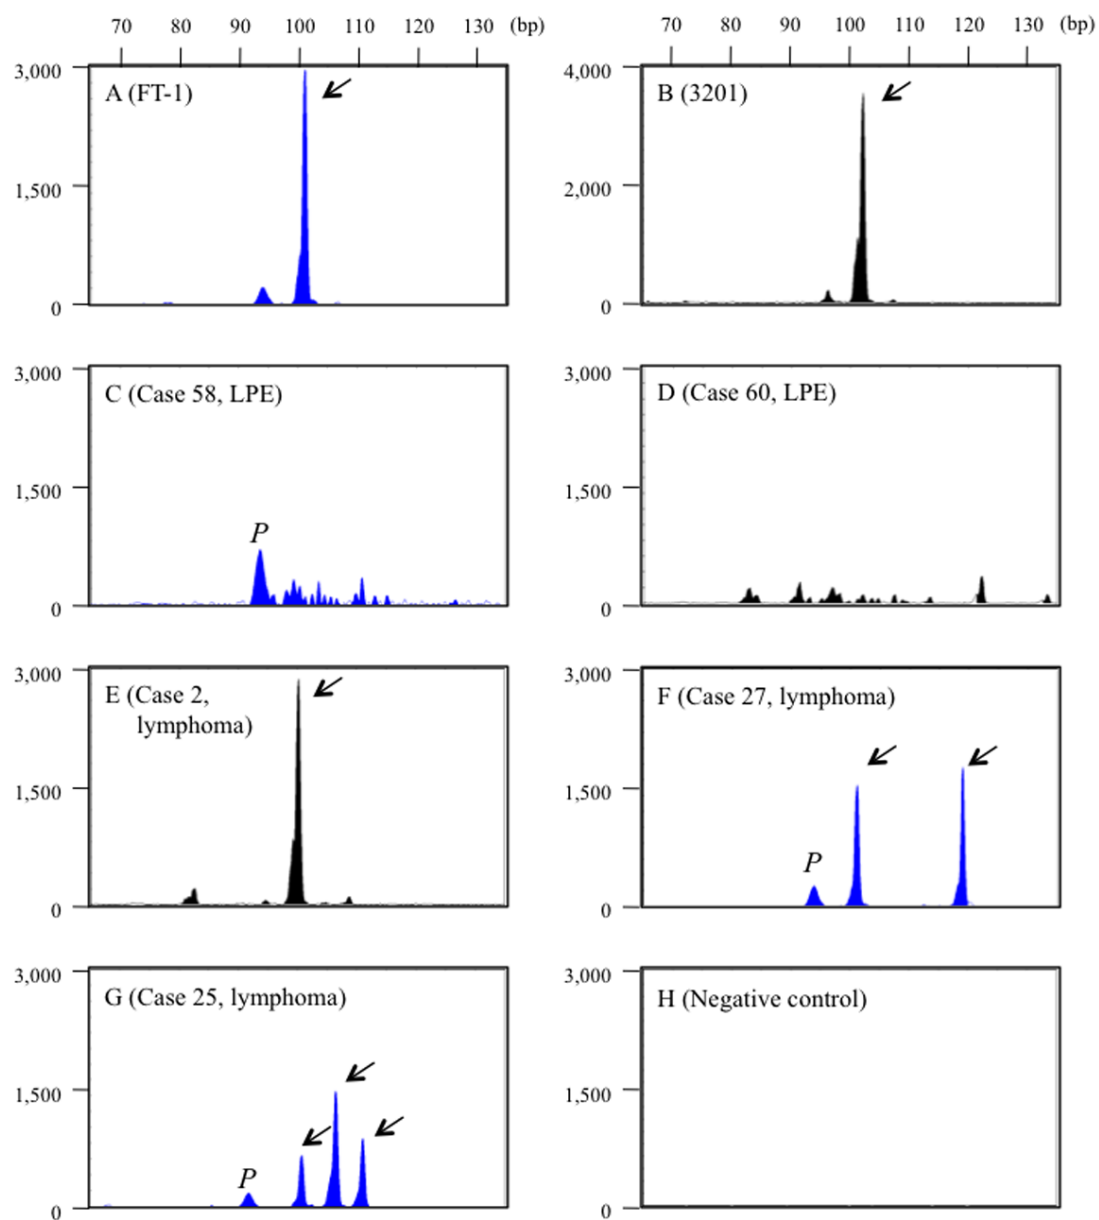 70 80 90 100 110 120 130 (bp)
70 80 90 100 110 120 130 (bp)
3,000
A (FT-1)
1,500
0
4,000
B (3201)
2,000
0
3,000
C (Case 58, LPE)
1,500
P
0
3,000
D (Case 60, LPE)
1,500
0
3,000
E (Case 2,
lymphoma)
1,500
0
3,000
F (Case 27, lymphoma)
1,500
P
0
3,000
G (Case 25, lymphoma)
1,500
P
0
3,000
H (Negative control)
1,500
0